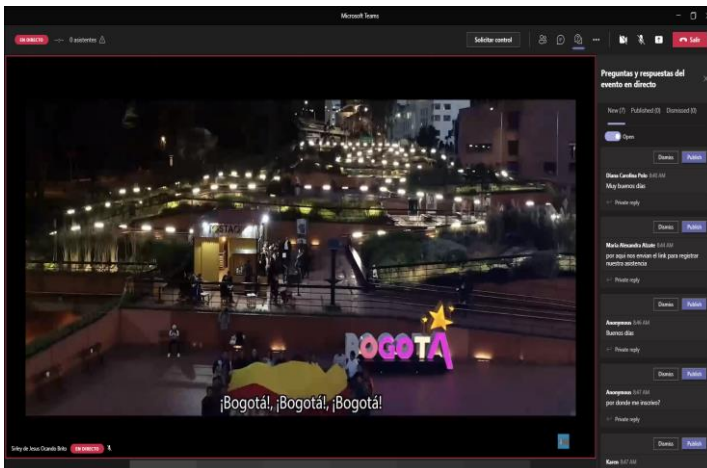 Microsoft Teams
EN DIRECTO
0 asistentes
Solicitar control
Salir
Preguntas y respuestas del
evento en directo
New (7) Published (0) Dismissed (0)
Open
Dismiss Publish
Diana Carolina Polo 8:40 AM
Muy buenos días
Private reply
Dismiss Publish
Maria Alexandra Alzate 8:44 AM
por aqui nos envian el link para registrar
nuestra asistencia
Private reply
Dismiss Publish
Anonymous 8:46 AM
Buenos días
Private reply
Dismiss Publish
Anonymous 8:47 AM
por donde me inscribo?
Private reply
Dismiss Publish
Karen 8:47 AM
BOGOTÁ
¡Bogotá!, ¡Bogotá!, ¡Bogotá!
Sirley de Jesus Ocando Brito EN DIRECTO